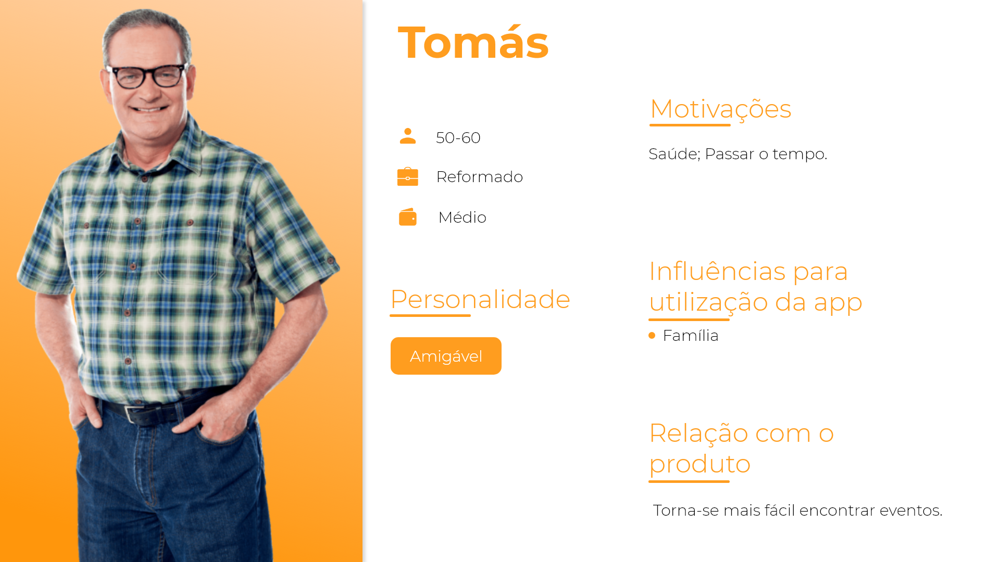 Tomás
50-60
Reformado
Médio
Personalidade
Amigável
Motivações
Saúde; Passar o tempo.
Influências para
utilização da app
Família
Relação com o
produto
Torna-se mais fácil encontrar eventos.